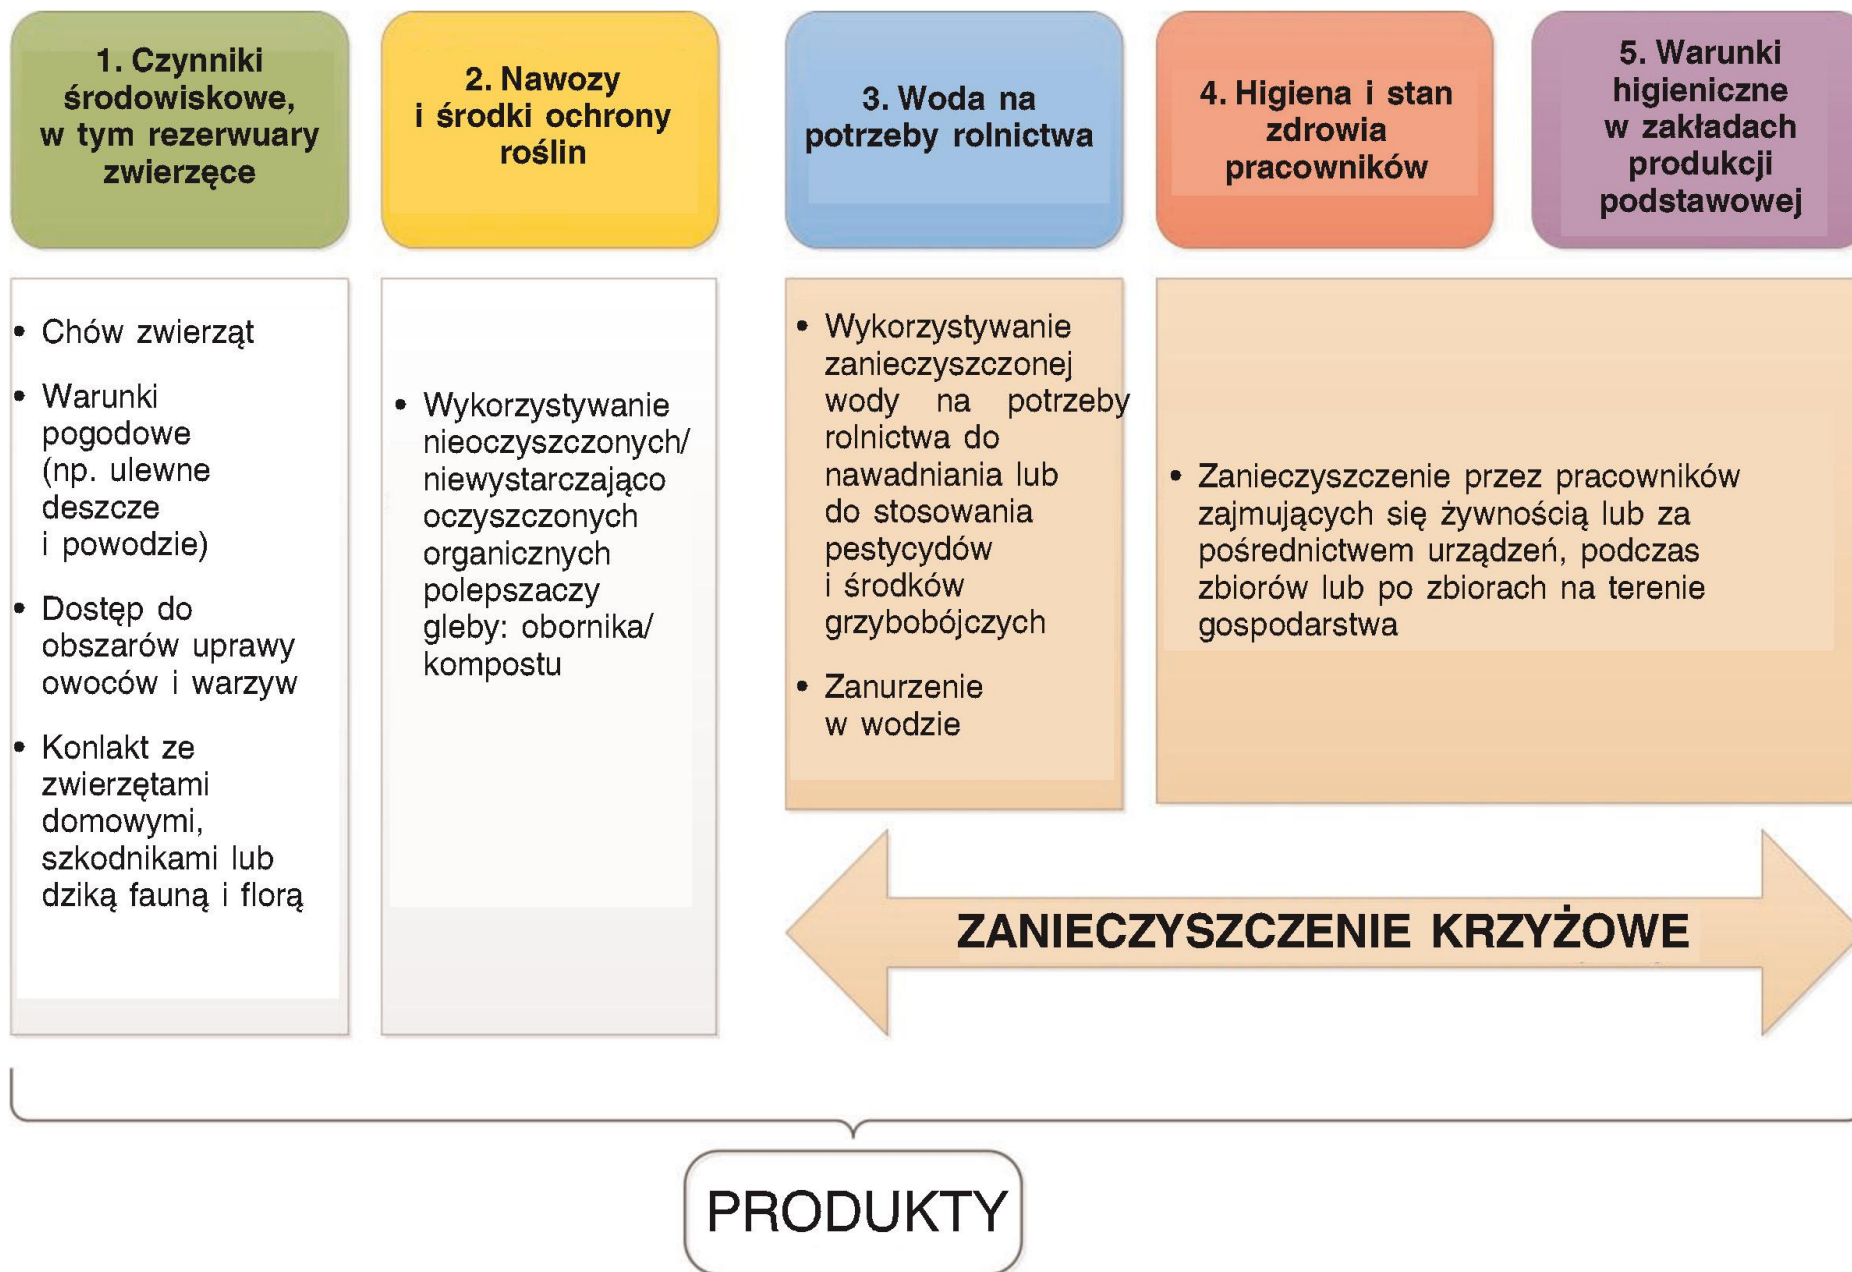 1. Czynniki
środowiskowe,
w tym rezerwuary
zwierzęce
2. Nawozy
i środki ochrony
roślin
3. Woda na
potrzeby rolnictwa
4. Higiena i stan
zdrowia
pracowników
5. Warunki
higieniczne
w zakładach
produkcji
podstawowej
• Chów zwierząt
• Warunki
pogodowe
(np. ulewne
deszcze
i powodzie)
• Dostęp do
obszarów uprawy
owoców i warzyw
• Konlakt ze
zwierzętami
domowymi,
szkodnikami lub
dziką fauną i florą
• Wykorzystywanie
nieoczyszczonych/
niewystarczająco
oczyszczonych
organicznych
polepszaczy
gleby: obornika/
kompostu
• Wykorzystywanie
zanieczyszczonej
wody na potrzeby
rolnictwa do
nawadniania lub
do stosowania
pestycydów
i środków
grzybobójczych
• Zanurzenie
w wodzie
• Zanieczyszczenie przez pracowników
zajmujących się żywnością lub za
pośrednictwem urządzeń, podczas
zbiorów lub po zbiorach na terenie
gospodarstwa
ZANIECZYSZCZENIE KRZYŻOWE
PRODUKTY